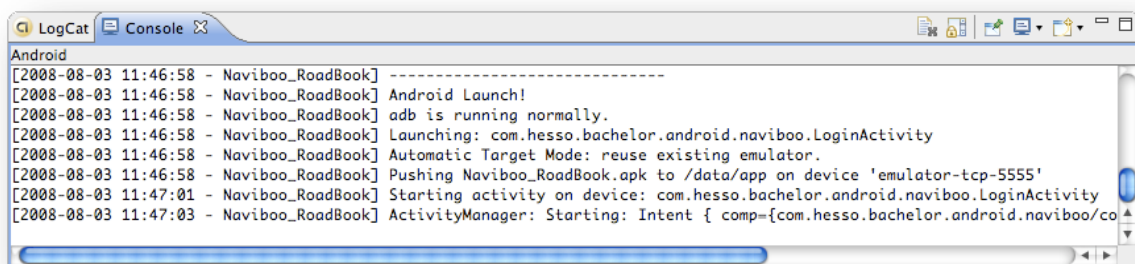 LogCat Console
Android
[2008-08-03 11:46:58 - Naviboo_RoadBook] ------------------------------
[2008-08-03 11:46:58 - Naviboo_RoadBook] Android Launch!
[2008-08-03 11:46:58 - Naviboo_RoadBook] adb is running normally.
[2008-08-03 11:46:58 - Naviboo_RoadBook] Launching: com.hesso.bachelor.android.naviboo.LoginActivity
[2008-08-03 11:46:58 - Naviboo_RoadBook] Automatic Target Mode: reuse existing emulator.
[2008-08-03 11:46:58 - Naviboo_RoadBook] Pushing Naviboo_RoadBook.apk to /data/app on device 'emulator-tcp-5555'
[2008-08-03 11:47:01 - Naviboo_RoadBook] Starting activity on device: com.hesso.bachelor.android.naviboo.LoginActivity
[2008-08-03 11:47:03 - Naviboo_RoadBook] ActivityManager: Starting: Intent { comp={com.hesso.bachelor.android.naviboo/co